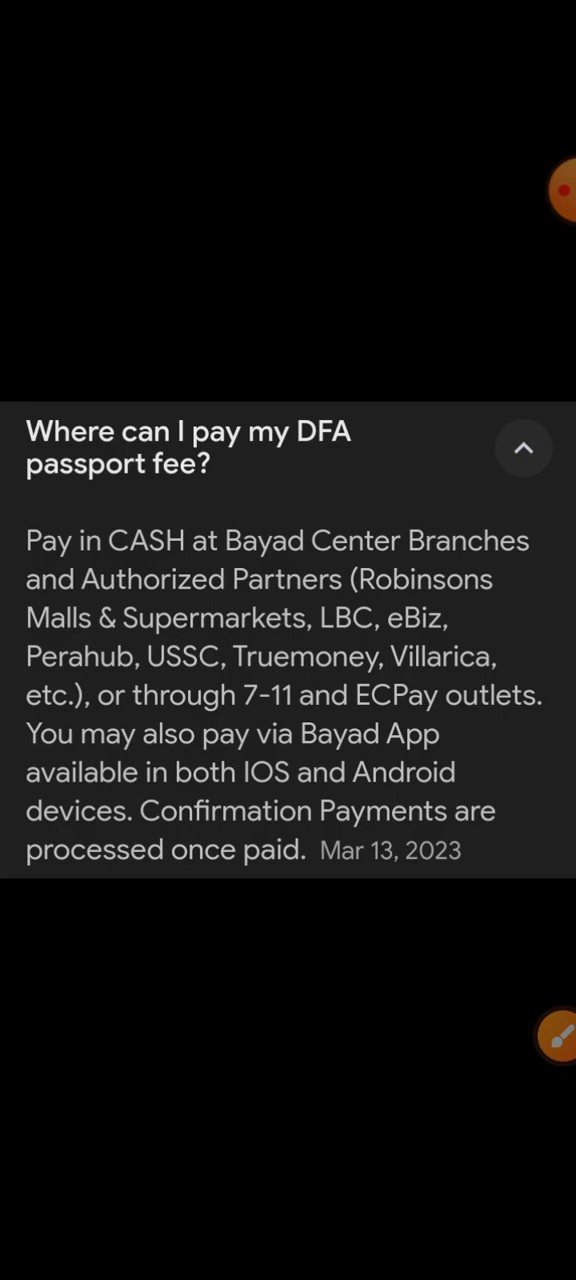 Where can I pay my DFA
passport fee?
Pay in CASH at Bayad Center Branches
and Authorized Partners (Robinsons
Malls & Supermarkets, LBC, eBiz,
Perahub, USSC, Truemoney, Villarica,
etc.), or through 7-11 and ECPay outlets.
You may also pay via Bayad App
available in both IOS and Android
devices. Confirmation Payments are
processed once paid. Mar 13, 2023